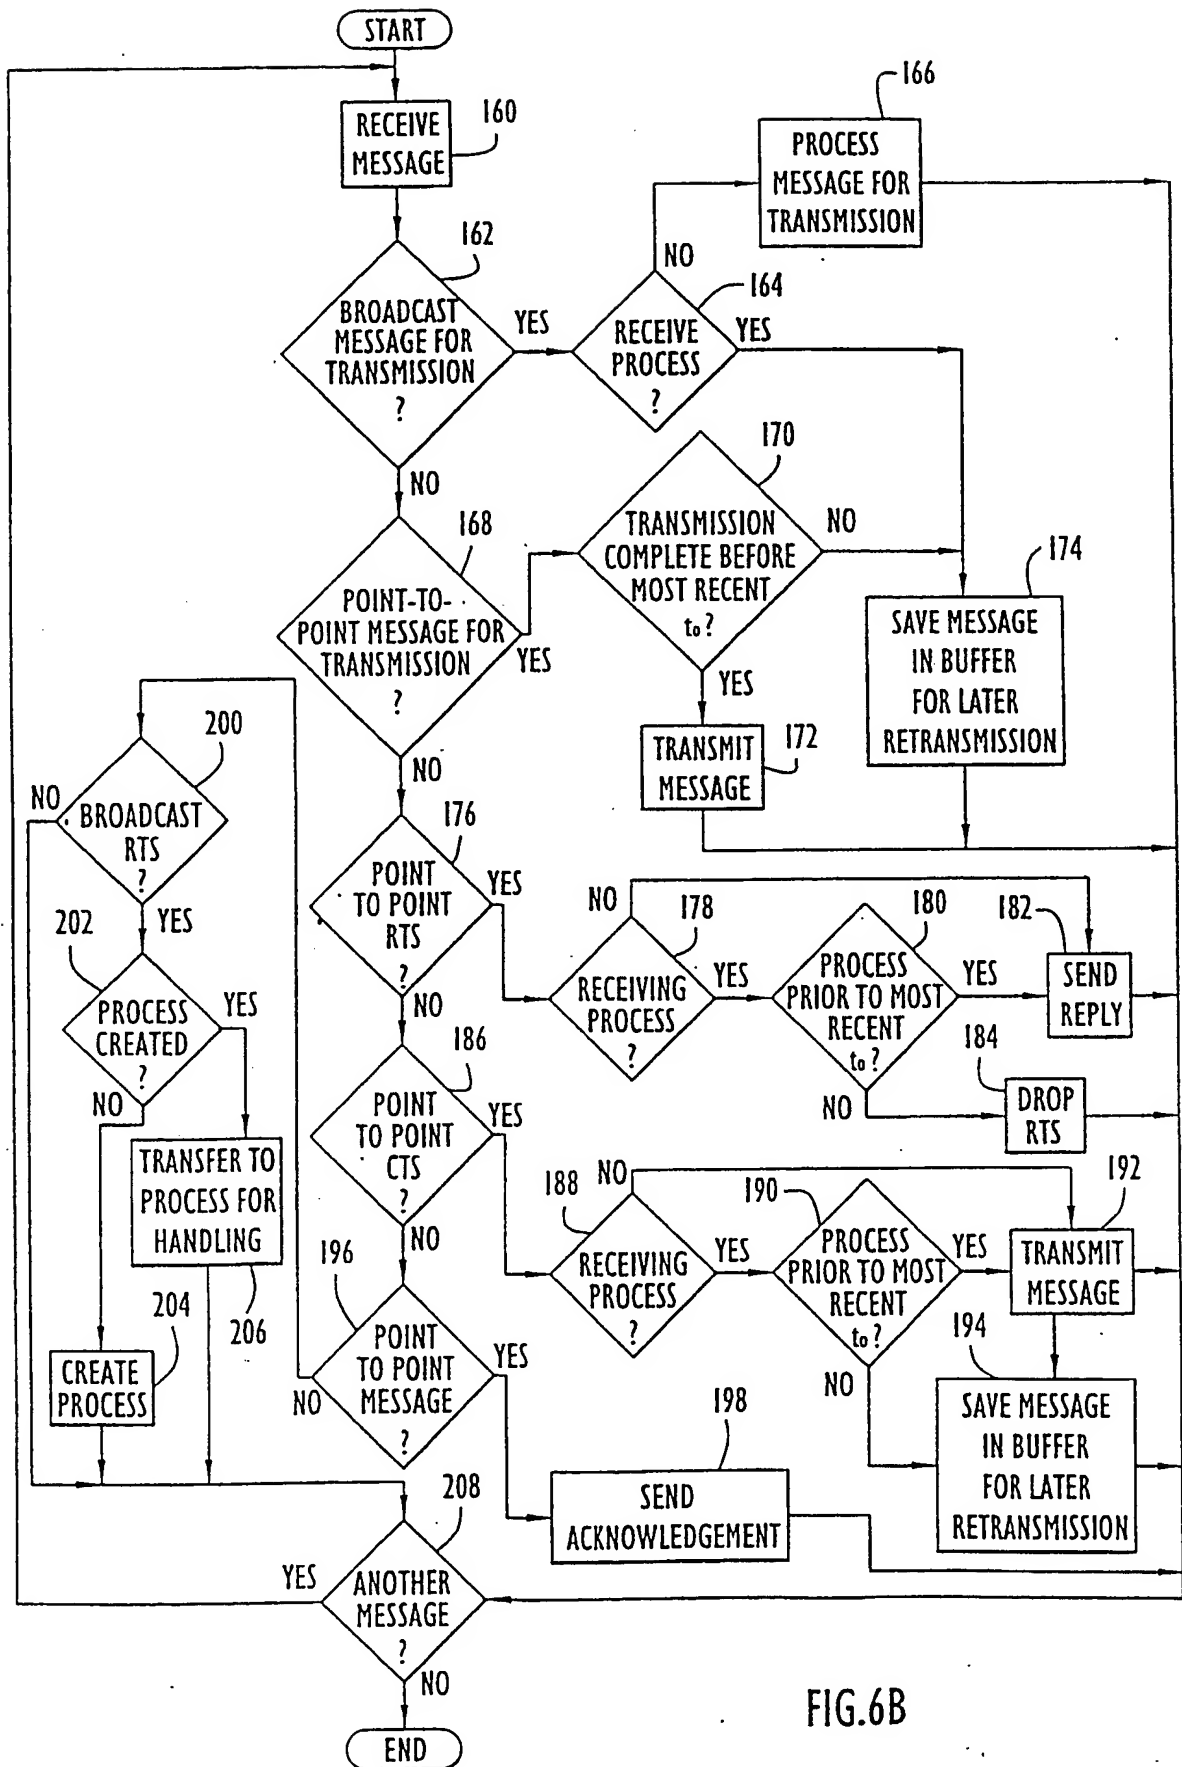 START
RECEIVE
MESSAGE
160
166
PROCESS
MESSAGE FOR
TRANSMISSION
162
BROADCAST
MESSAGE FOR
TRANSMISSION
?
YES
NO
NO
164
RECEIVE
PROCESS
?
YES
170
TRANSMISSION
COMPLETE BEFORE
MOST RECENT
to?
NO
YES
168
POINT-TO-
POINT MESSAGE FOR
TRANSMISSION
?
YES
NO
174
SAVE MESSAGE
IN BUFFER
FOR LATER
RETRANSMISSION
TRANSMIT
MESSAGE
172
200
NO
BROADCAST
RTS
?
YES
176
POINT
TO POINT
RTS
?
YES
NO
NO
178
RECEIVING
PROCESS
?
YES
180
PROCESS
PRIOR TO MOST
RECENT
to?
YES
NO
182
SEND
REPLY
184
DROP
RTS
202
PROCESS
CREATED
?
YES
NO
186
POINT
TO POINT
CTS
?
YES
NO
188
NO
RECEIVING
PROCESS
?
YES
190
PROCESS
PRIOR TO MOST
RECENT
to?
YES
NO
192
TRANSMIT
MESSAGE
194
SAVE MESSAGE
IN BUFFER
FOR LATER
RETRANSMISSION
TRANSFER TO
PROCESS FOR
HANDLING
206
204
CREATE
PROCESS
196
POINT
TO POINT
MESSAGE
?
YES
NO
198
SEND
ACKNOWLEDGEMENT
208
YES
ANOTHER
MESSAGE
?
NO
END
FIG.6B